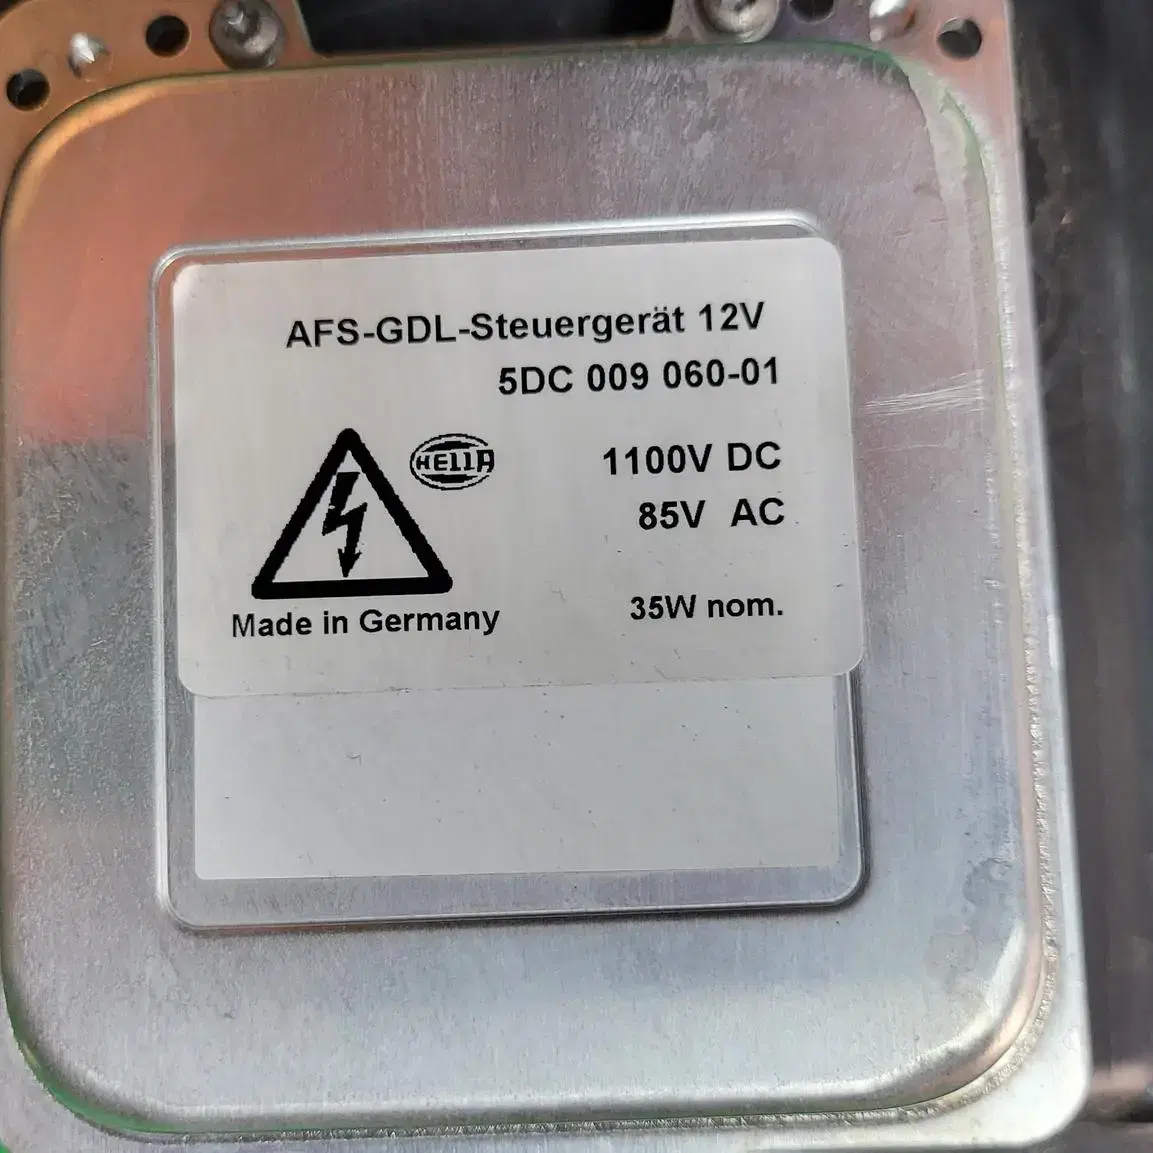 AFS-GDL-Steuergerät 12V
5DC 009 060-01
HELLA
1100V DC
85V AC
Made in Germany
35W nom.